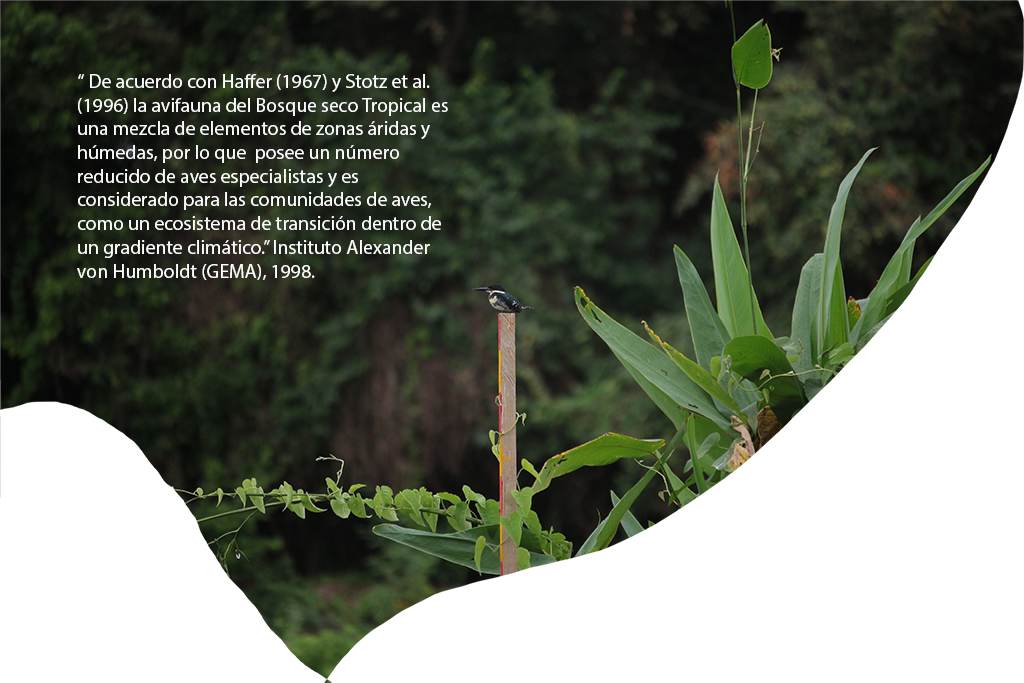 “ De acuerdo con Haffer (1967) y Stotz et al.
(1996) la avifauna del Bosque seco Tropical es
una mezcla de elementos de zonas áridas y
húmedas, por lo que  posee un número
reducido de aves especialistas y es
considerado para las comunidades de aves,
como un ecosistema de transición dentro de
un gradiente climático.” Instituto Alexander
von Humboldt (GEMA), 1998.